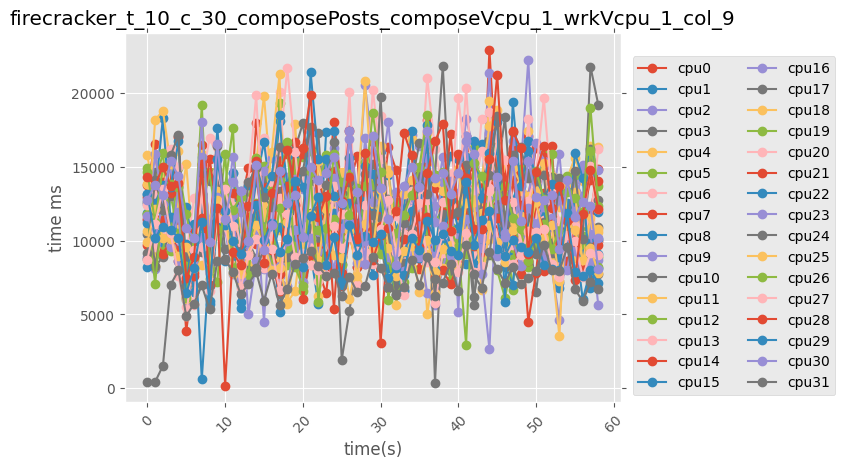 firecracker_t_10_c_30_composePosts_composeVcpu_1_wrkVcpu_1_col_9
time ms
20000
15000
10000
5000
0
0
10
20
30
40
50
60
time(s)
cpu0
cpu1
cpu2
cpu3
cpu4
cpu5
cpu6
cpu7
cpu8
cpu9
cpu10
cpu11
cpu12
cpu13
cpu14
cpu15
cpu16
cpu17
cpu18
cpu19
cpu20
cpu21
cpu22
cpu23
cpu24
cpu25
cpu26
cpu27
cpu28
cpu29
cpu30
cpu31